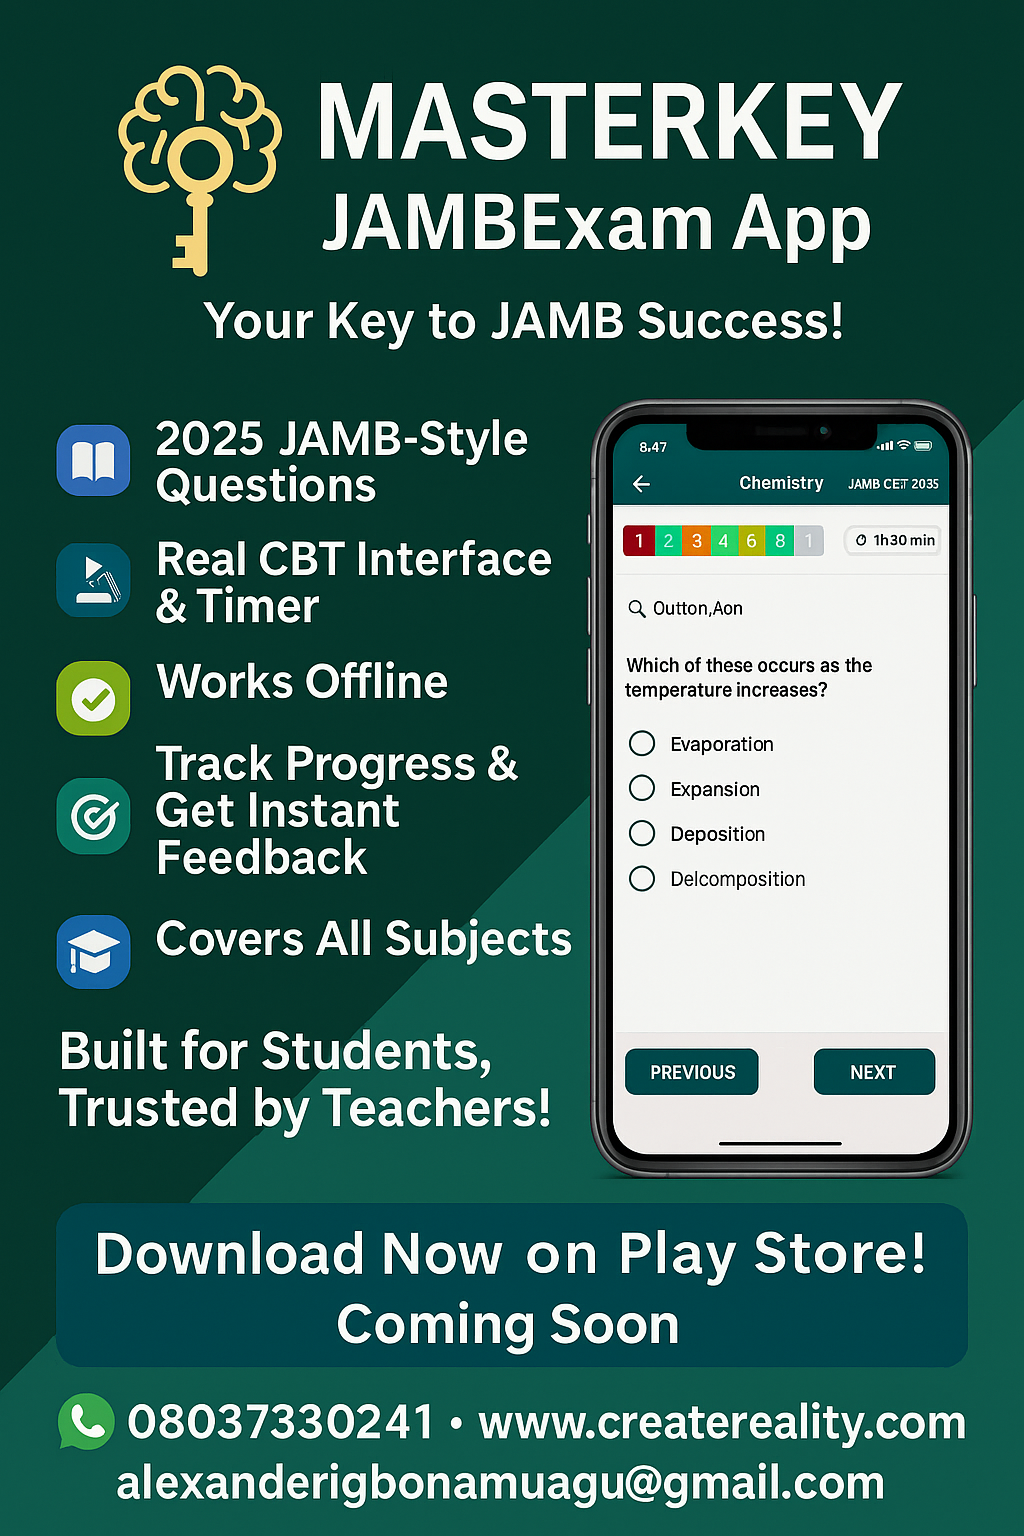 MASTERKEY
JAMBExam App
Your Key to JAMB Success!
2025 JAMB-Style
Questions
Real CBT Interface
& Timer
Works Offline
Track Progress &
Get Instant
Feedback
Covers All Subjects
Built for Students,
Trusted by Teachers!
8.47
Chemistry JAMB CET 2035
1 2 3 4 6 8 1 1h30 min
Outton,Aon
Which of these occurs as the
temperature increases?
Evaporation
Expansion
Deposition
Delcomposition
PREVIOUS NEXT
Download Now on Play Store!
Coming Soon
08037330241 • www.createreality.com
alexanderigbonamuagu@gmail.com